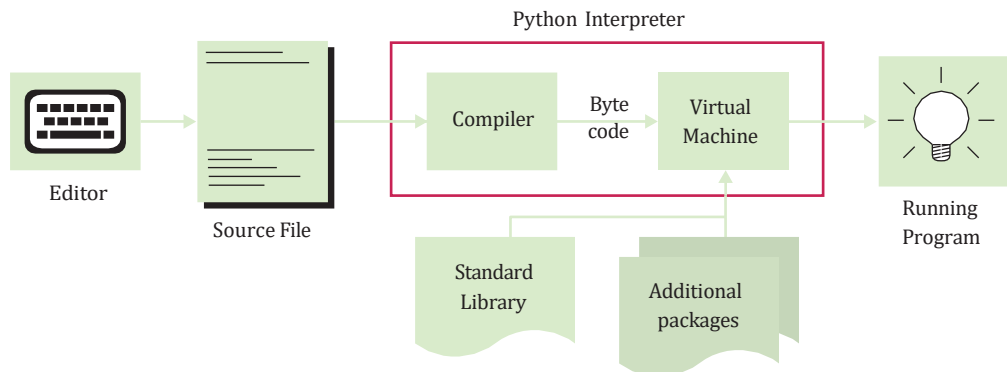 Python Interpreter
Editor
Source File
Compiler
Byte
code
Virtual
Machine
Running
Program
Standard
Library
Additional
packages